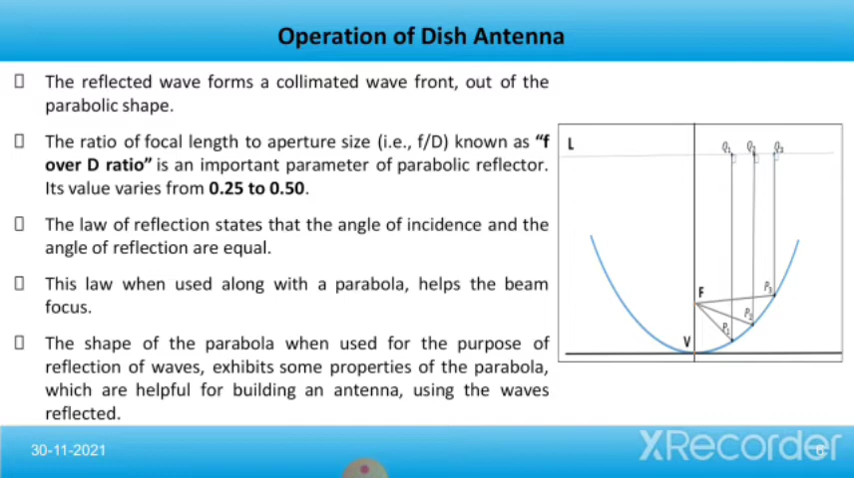 Operation of Dish Antenna
The reflected wave forms a collimated wave front, out of the
parabolic shape.
The ratio of focal length to aperture size (i.e., f/D) known as “f
over D ratio” is an important parameter of parabolic reflector.
Its value varies from 0.25 to 0.50.
The law of reflection states that the angle of incidence and the
angle of reflection are equal.
This law when used along with a parabola, helps the beam
focus.
The shape of the parabola when used for the purpose of
reflection of waves, exhibits some properties of the parabola,
which are helpful for building an antenna, using the waves
reflected.
L
Q₁ Q₂ Q₃
F
P₃
P₂
P₁
V
30-11-2021
XRecorder
6